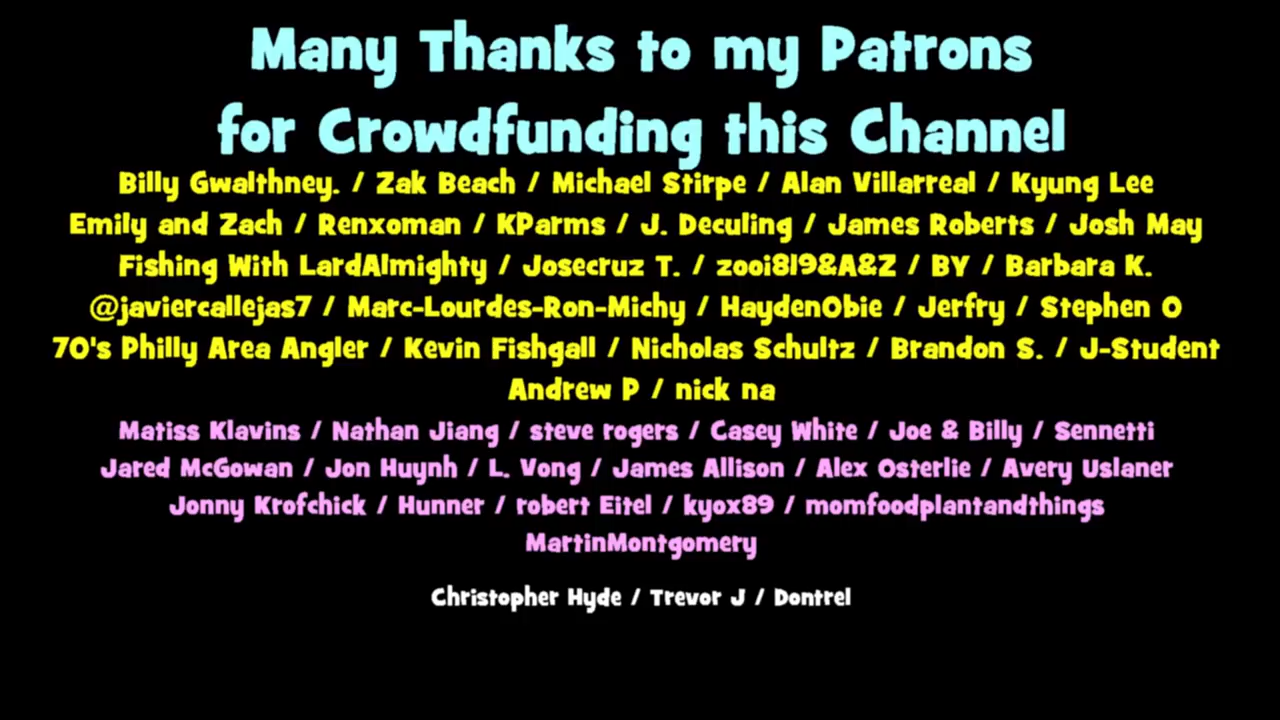 Many Thanks to my Patrons
for Crowdfunding this Channel
Billy Gwalthney. / Zak Beach / Michael Stirpe / Alan Villarreal / Kyung Lee
Emily and Zach / Renxoman / KParms / J. Deculing / James Roberts / Josh May
Fishing With LardAlmighty / Josecruz T. / zooi819&A&Z / BY / Barbara K.
@javiercallejas7 / Marc-Lourdes-Ron-Michy / HaydenObie / Jerfry / Stephen O
70's Philly Area Angler / Kevin Fishgall / Nicholas Schultz / Brandon S. / J-Student
Andrew P / nick na
Matiss Klavins / Nathan Jiang / steve rogers / Casey White / Joe & Billy / Sennetti
Jared McGowan / Jon Huynh / L. Vong / James Allison / Alex Osterlie / Avery Uslaner
Jonny Krofchick / Hunner / robert Eitel / kyox89 / momfoodplantandthings
MartinMontgomery
Christopher Hyde / Trevor J / Dontrel